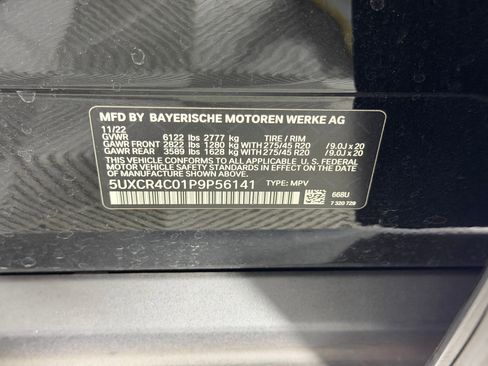 MFD BY BAYERISCHE MOTOREN WERKE AG
11/22
GVWR 6122 lbs 2777 kg TIRE / RIM
GAWR FRONT 2822 lbs 1280 kg WITH 275/45 R20 / 9.0J x 20
GAWR REAR 3589 lbs 1628 kg WITH 275/45 R20 / 9.0J x 20
THIS VEHICLE CONFORMS TO ALL APPLICABLE U. S. FEDERAL
MOTOR VEHICLE SAFETY STANDARDS IN EFFECT ON THE DATE
OF MANUFACTURE SHOWN ABOVE.
5UXCR4C01P9P56141 TYPE: MPV
668U
7 320 729